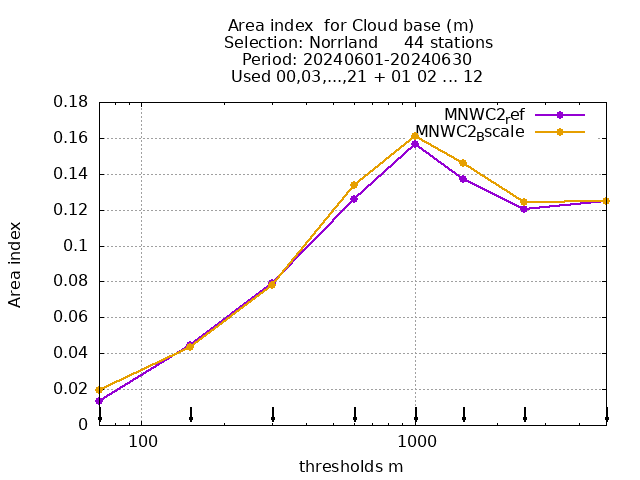 Area index  for Cloud base (m)
Selection: Norrland     44 stations
Period: 20240601-20240630
Used 00,03,...,21 + 01 02 ... 12
0.18
0.16
0.14
0.12
0.1
0.08
0.06
0.04
0.02
0
Area index
MNWC2ref
MNWC2Bscale
100
1000
thresholds m